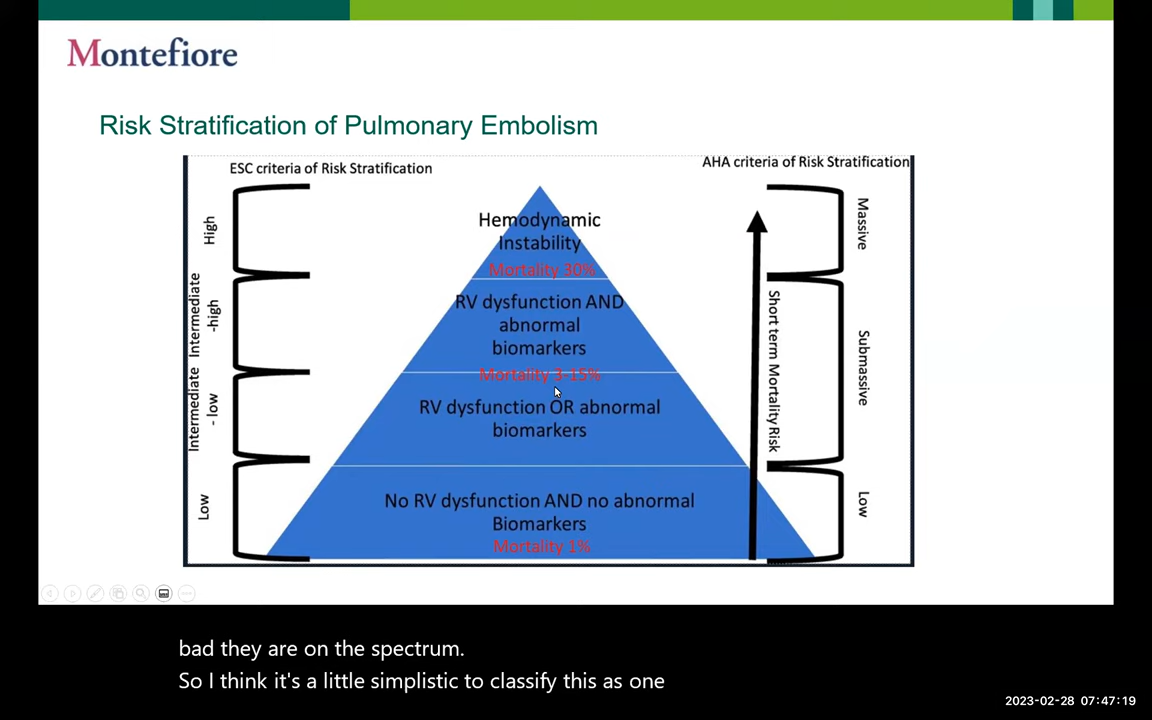 Montefiore
Risk Stratification of Pulmonary Embolism
ESC criteria of Risk Stratification
AHA criteria of Risk Stratification
High
Intermediate
-high
Intermediate
- low
Low
Hemodynamic
Instability
Mortality 30%
RV dysfunction AND
abnormal
biomarkers
Mortality 3-15%
RV dysfunction OR abnormal
biomarkers
No RV dysfunction AND no abnormal
Biomarkers
Mortality 1%
Short term Mortality Risk
Massive
Submassive
Low
bad they are on the spectrum.
So I think it's a little simplistic to classify this as one
2023-02-28 07:47:19